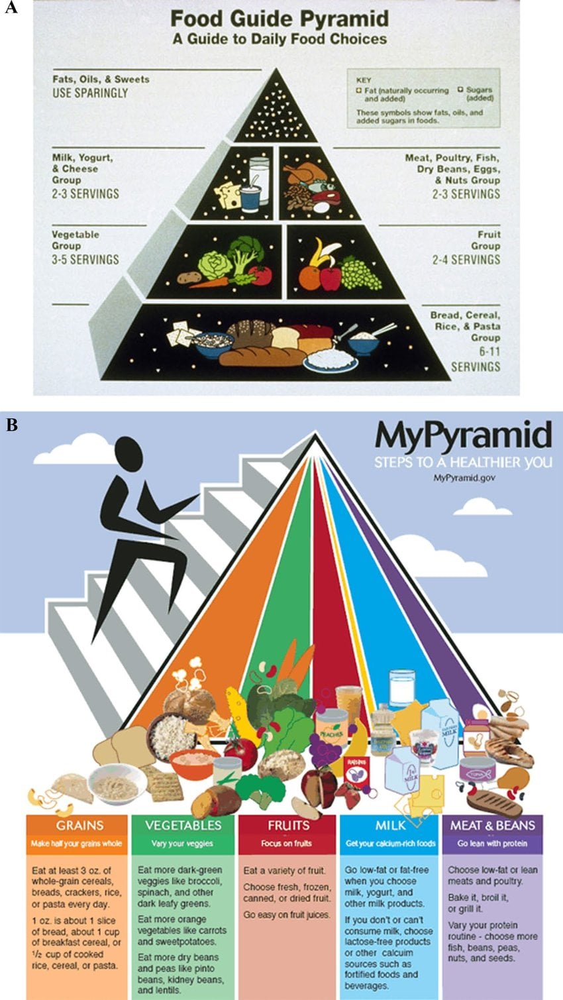 A
Food Guide Pyramid
A Guide to Daily Food Choices
Fats, Oils, & Sweets
USE SPARINGLY
KEY
Fat (naturally occurring
and added)
Sugars
(added)
These symbols show fats, oils, and
added sugars in foods.
Milk, Yogurt,
& Cheese
Group
2-3 SERVINGS
Meat, Poultry, Fish,
Dry Beans, Eggs,
& Nuts Group
2-3 SERVINGS
Vegetable
Group
3-5 SERVINGS
Fruit
Group
2-4 SERVINGS
Bread, Cereal,
Rice, & Pasta
Group
6-11
SERVINGS
B
MyPyramid
STEPS TO A HEALTHIER YOU
MyPyramid.gov
PEACHES
MILK
RAISINS
MILK
TUNA
GRAINS
Make half your grains whole
Eat at least 3 oz. of
whole-grain cereals,
breads, crackers, rice,
or pasta every day.
1 oz. is about 1 slice
of bread, about 1 cup
of breakfast cereal, or
1/2 cup of cooked
rice, cereal, or pasta.
VEGETABLES
Vary your veggies
Eat more dark-green
veggies like broccoli,
spinach, and other
dark leafy greens.
Eat more orange
vegetables like carrots
and sweetpotatoes.
Eat more dry beans
and peas like pinto
beans, kidney beans,
and lentils.
FRUITS
Focus on fruits
Eat a variety of fruit.
Choose fresh, frozen,
canned, or dried fruit.
Go easy on fruit juices.
MILK
Get your calcium-rich foods
Go low-fat or fat-free
when you choose
milk, yogurt, and
other milk products.
If you don't or can't
consume milk, choose
lactose-free products
or other calcuim
sources such as
fortified foods and
beverages.
MEAT & BEANS
Go lean with protein
Choose low-fat or lean
meats and poultry.
Bake it, broil it,
or grill it.
Vary your protein
routine - choose more
fish, beans, peas,
nuts, and seeds.